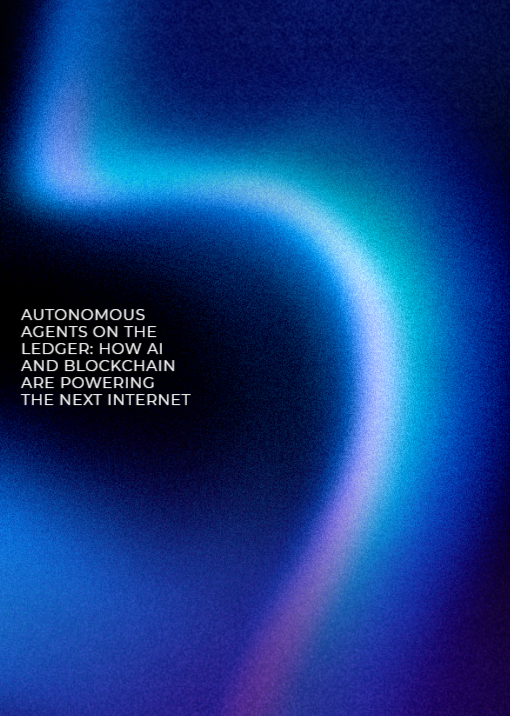 AUTONOMOUS
AGENTS ON THE
LEDGER: HOW AI
AND BLOCKCHAIN
ARE POWERING
THE NEXT INTERNET